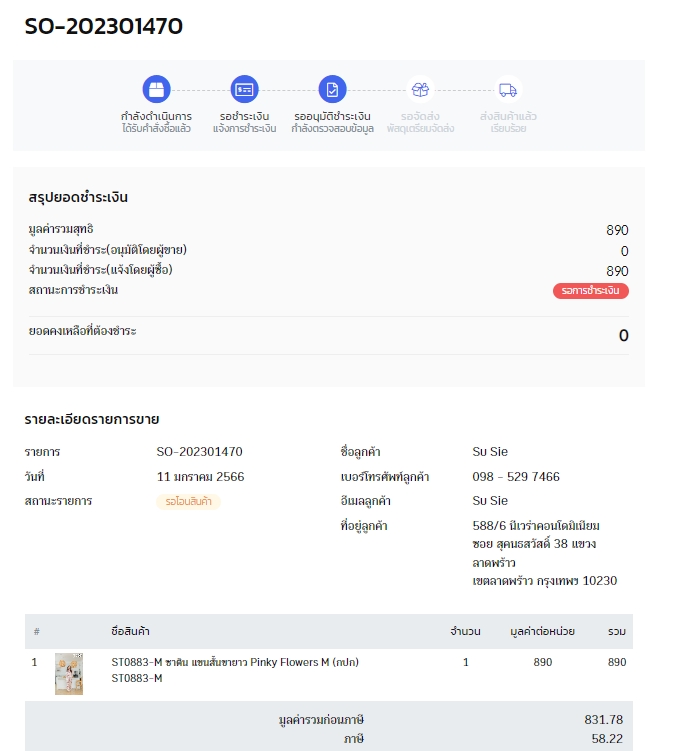 SO-202301470
กำลังดำเนินการ
ได้รับคำสั่งซื้อแล้ว
รอชำระเงิน
แจ้งการชำระเงิน
รออนุมัติชำระเงิน
กำลังตรวจสอบข้อมูล
รอจัดส่ง
พัสดุเตรียมจัดส่ง
ส่งสินค้าแล้ว
เรียบร้อย
สรุปยอดชำระเงิน
มูลค่ารวมสุทธิ 890
จำนวนเงินที่ชำระ(อนุมัติโดยผู้ขาย) 0
จำนวนเงินที่ชำระ(แจ้งโดยผู้ซื้อ) 890
สถานะการชำระเงิน รอการชำระเงิน
ยอดคงเหลือที่ต้องชำระ 0
รายละเอียดรายการขาย
รายการ SO-202301470
วันที่ 11 มกราคม 2566
สถานะรายการ รอโอนสินค้า
ชื่อลูกค้า Su Sie
เบอร์โทรศัพท์ลูกค้า 098 - 529 7466
อีเมลลูกค้า Su Sie
ที่อยู่ลูกค้า 588/6 นิเวร่าคอนโดมิเนียม
ซอย สุคนธสวัสดิ์ 38 แขวง
ลาดพร้าว
เขตลาดพร้าว กรุงเทพฯ 10230
# ชื่อสินค้า จำนวน มูลค่าต่อหน่วย รวม
1 ST0883-M ซาติน แขนสั้นขายาว Pinky Flowers M (กปก) 1 890 890
ST0883-M
มูลค่ารวมก่อนภาษี 831.78
ภาษี 58.22